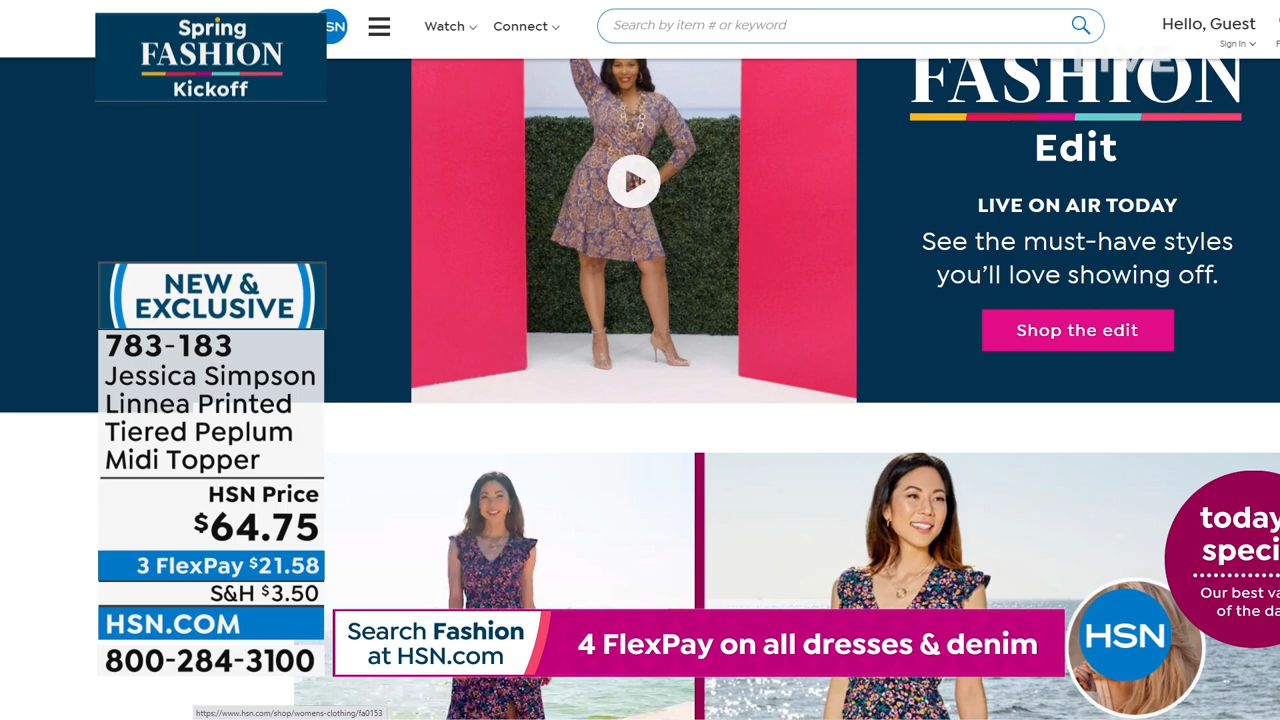 Spring
FASHION
Kickoff
SN
Watch
Connect
Search by item # or keyword
Hello, Guest
Sign In
LIVE
FASHION
Edit
LIVE ON AIR TODAY
See the must-have styles
you'll love showing off.
Shop the edit
NEW &
EXCLUSIVE
783-183
Jessica Simpson
Linnea Printed
Tiered Peplum
Midi Topper
HSN Price
$64.75
3 FlexPay $21.58
S&H $3.50
HSN.COM
800-284-3100
Search Fashion
at HSN.com
4 FlexPay on all dresses & denim
HSN
today
speci
Our best va
of the da
https://www.hsn.com/shop/womens-clothing/fa0153